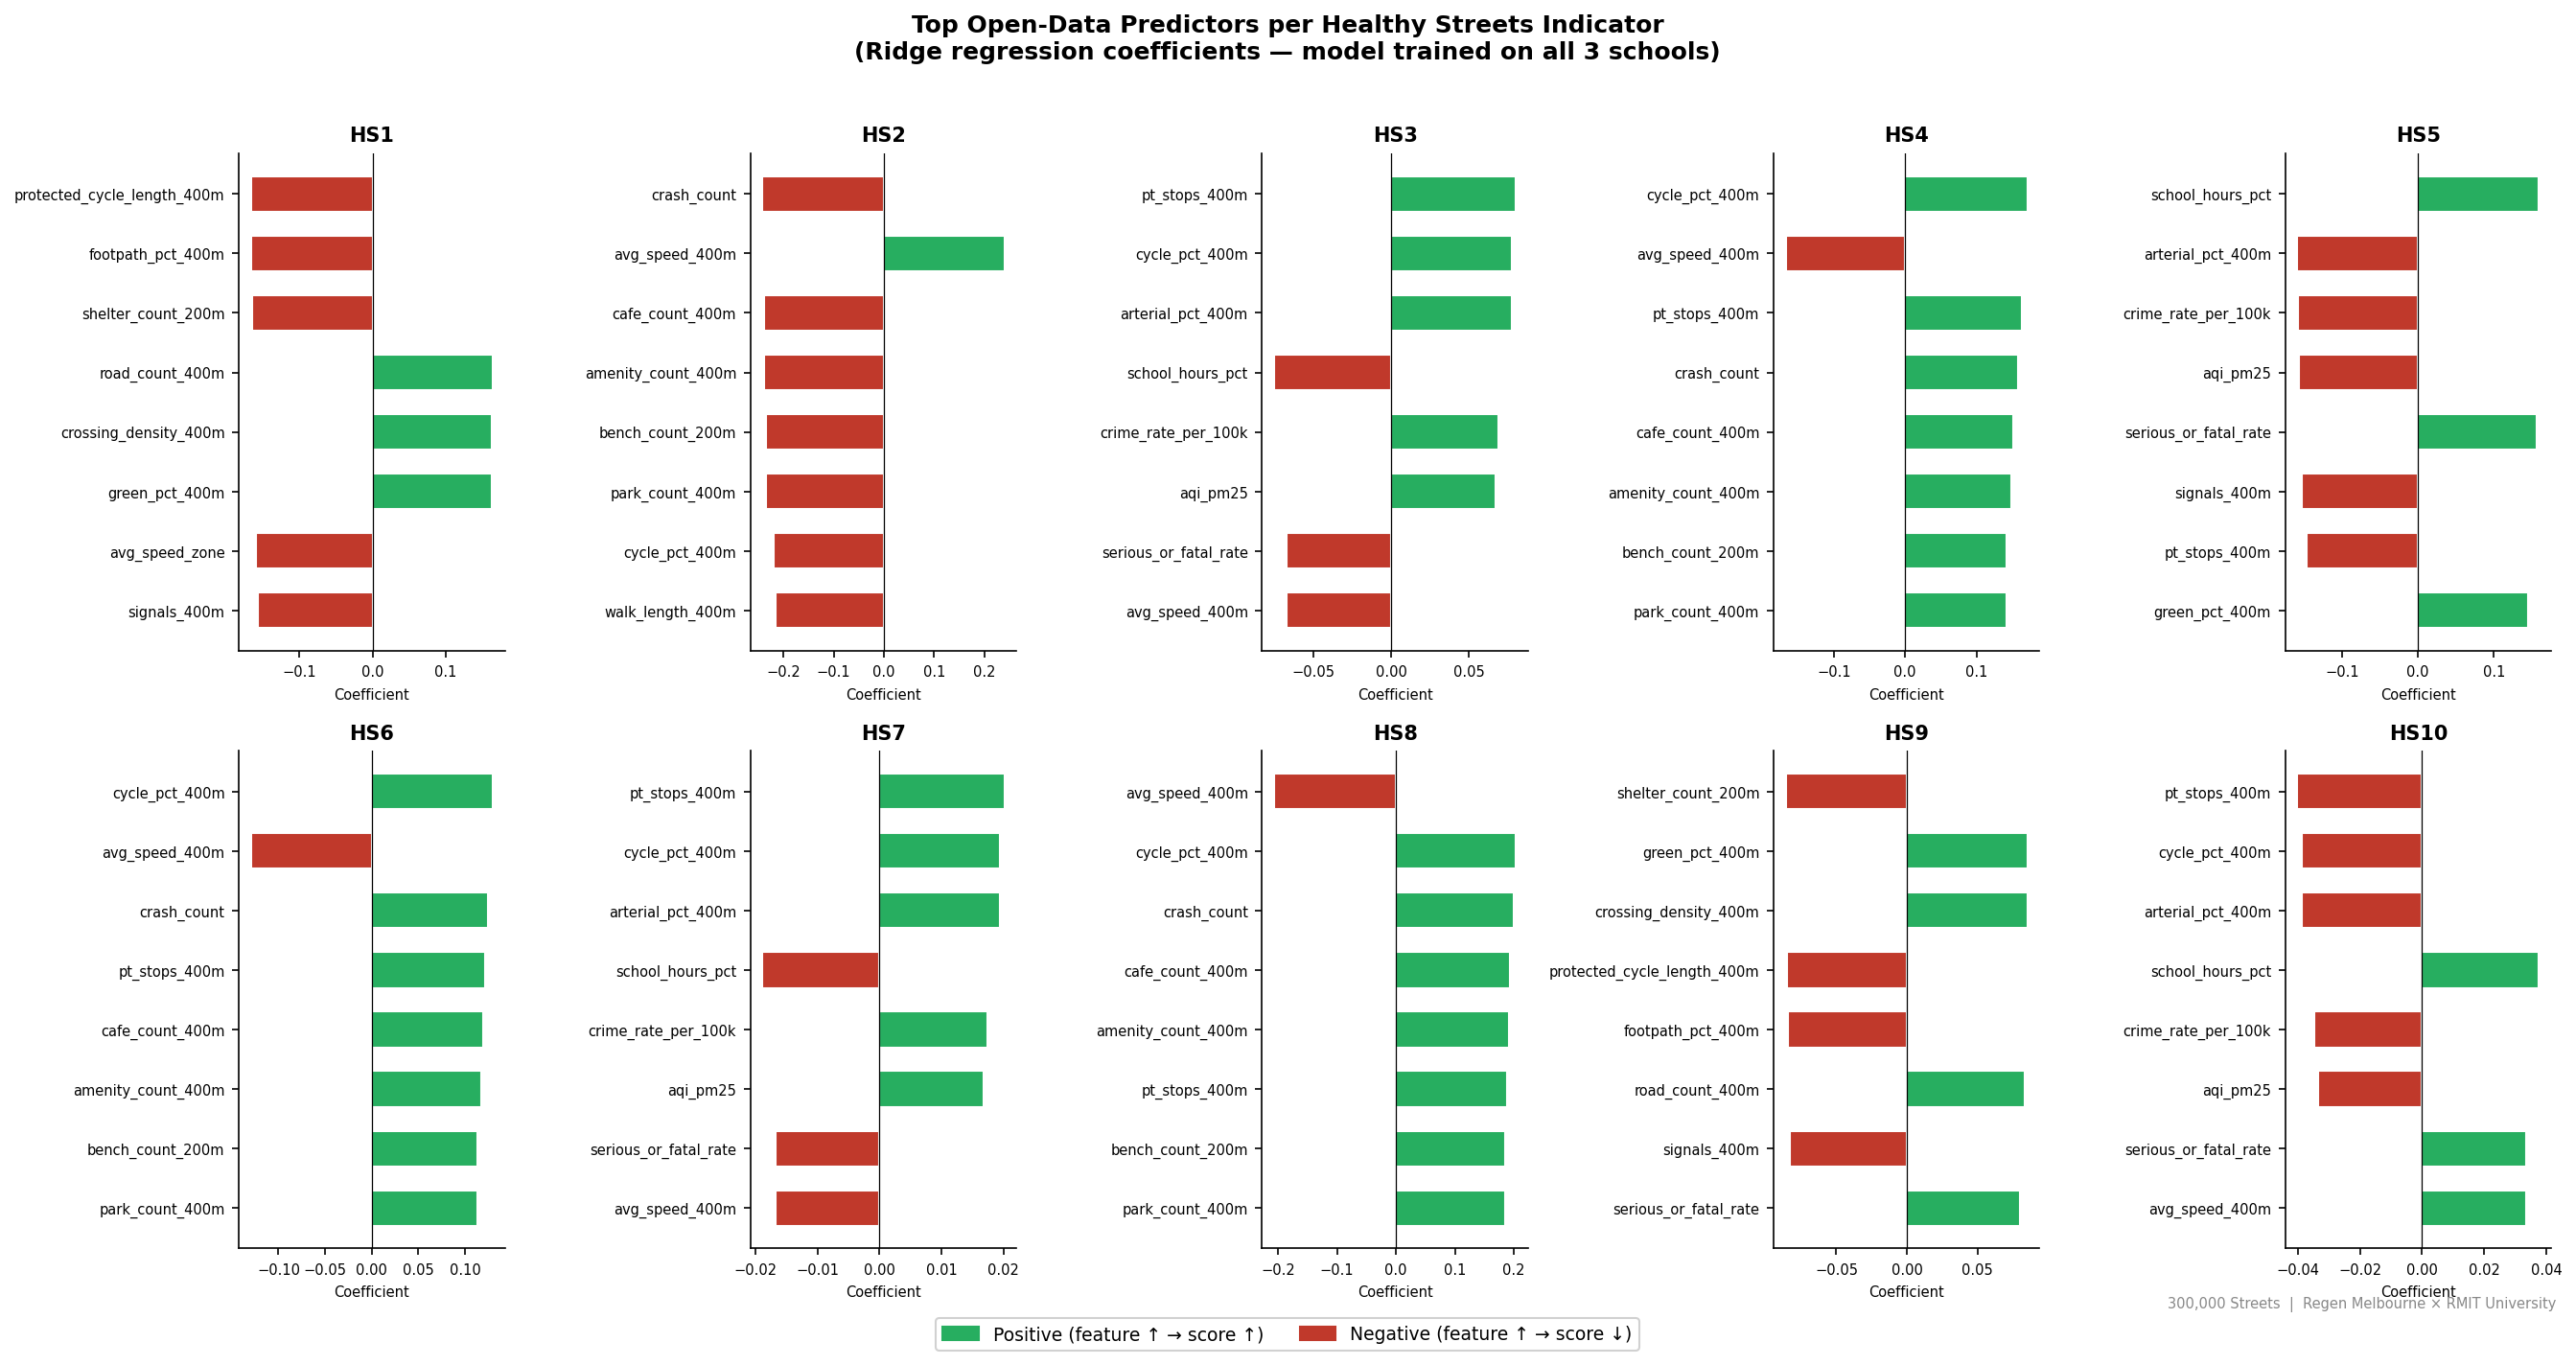 Top Open-Data Predictors per Healthy Streets Indicator
(Ridge regression coefficients — model trained on all 3 schools)
HS1
protected_cycle_length_400m
footpath_pct_400m
shelter_count_200m
road_count_400m
crossing_density_400m
green_pct_400m
avg_speed_zone
signals_400m
−0.1 0.0 0.1
Coefficient
HS2
crash_count
avg_speed_400m
cafe_count_400m
amenity_count_400m
bench_count_200m
park_count_400m
cycle_pct_400m
walk_length_400m
−0.2 −0.1 0.0 0.1 0.2
Coefficient
HS3
pt_stops_400m
cycle_pct_400m
arterial_pct_400m
school_hours_pct
crime_rate_per_100k
aqi_pm25
serious_or_fatal_rate
avg_speed_400m
−0.05 0.00 0.05
Coefficient
HS4
cycle_pct_400m
avg_speed_400m
pt_stops_400m
crash_count
cafe_count_400m
amenity_count_400m
bench_count_200m
park_count_400m
−0.1 0.0 0.1
Coefficient
HS5
school_hours_pct
arterial_pct_400m
crime_rate_per_100k
aqi_pm25
serious_or_fatal_rate
signals_400m
pt_stops_400m
green_pct_400m
−0.1 0.0 0.1
Coefficient
HS6
cycle_pct_400m
avg_speed_400m
crash_count
pt_stops_400m
cafe_count_400m
amenity_count_400m
bench_count_200m
park_count_400m
−0.10 −0.05 0.00 0.05 0.10
Coefficient
HS7
pt_stops_400m
cycle_pct_400m
arterial_pct_400m
school_hours_pct
crime_rate_per_100k
aqi_pm25
serious_or_fatal_rate
avg_speed_400m
−0.02 −0.01 0.00 0.01 0.02
Coefficient
HS8
avg_speed_400m
cycle_pct_400m
crash_count
cafe_count_400m
amenity_count_400m
pt_stops_400m
bench_count_200m
park_count_400m
−0.2 −0.1 0.0 0.1 0.2
Coefficient
HS9
shelter_count_200m
green_pct_400m
crossing_density_400m
protected_cycle_length_400m
footpath_pct_400m
road_count_400m
signals_400m
serious_or_fatal_rate
−0.05 0.00 0.05
Coefficient
HS10
pt_stops_400m
cycle_pct_400m
arterial_pct_400m
school_hours_pct
crime_rate_per_100k
aqi_pm25
serious_or_fatal_rate
avg_speed_400m
−0.04 −0.02 0.00 0.02 0.04
Coefficient
300,000 Streets | Regen Melbourne × RMIT University
Positive (feature ↑ → score ↑) Negative (feature ↑ → score ↓)